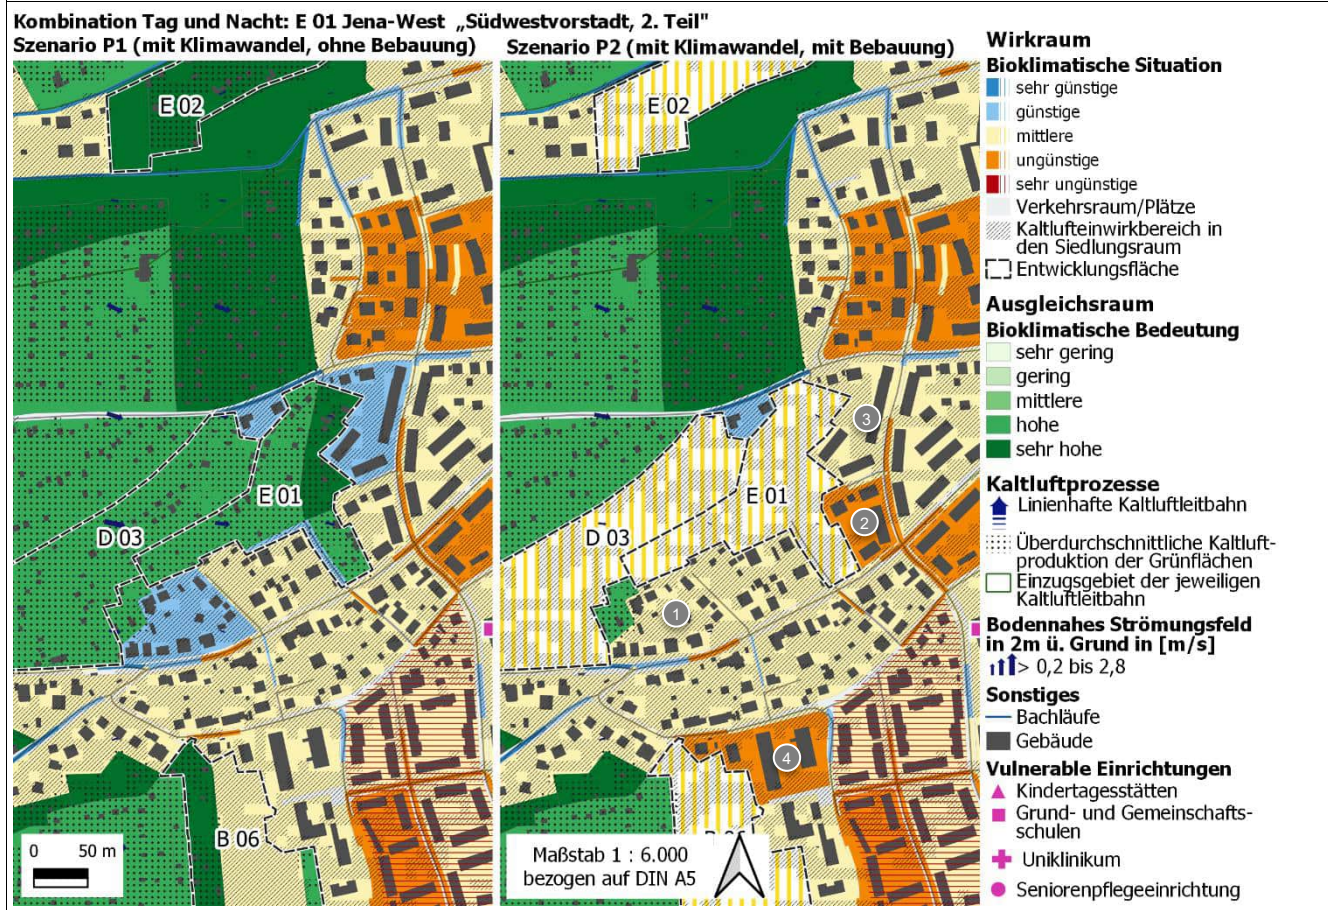 Kombination Tag und Nacht: E 01 Jena-West „Südwestvorstadt, 2. Teil"
Szenario P1 (mit Klimawandel, ohne Bebauung)
E 02
E 01
D 03
B 06
0 50 m
Szenario P2 (mit Klimawandel, mit Bebauung)
E 02
3
E 01
2
D 03
1
4
Maßstab 1 : 6.000
bezogen auf DIN A5
Wirkraum
Bioklimatische Situation
sehr günstige
günstige
mittlere
ungünstige
sehr ungünstige
Verkehrsraum/Plätze
Kaltlufteinwirkbereich in
den Siedlungsraum
Entwicklungsfläche
Ausgleichsraum
Bioklimatische Bedeutung
sehr gering
gering
mittlere
hohe
sehr hohe
Kaltluftprozesse
Linienhafte Kaltluftleitbahn
Überdurchschnittliche Kaltluft-
produktion der Grünflächen
Einzugsgebiet der jeweiligen
Kaltluftleitbahn
Bodennahes Strömungsfeld
in 2m ü. Grund in [m/s]
> 0,2 bis 2,8
Sonstiges
Bachläufe
Gebäude
Vulnerable Einrichtungen
Kindertagesstätten
Grund- und Gemeinschafts-
schulen
Uniklinikum
Seniorenpflegeeinrichtung